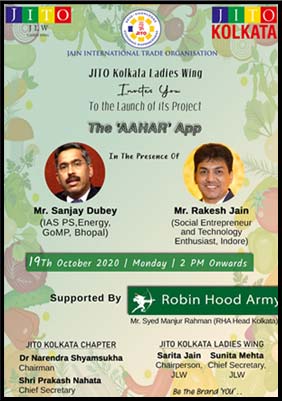 JITO
JLW
JITO
JITO
KOLKATA
JAIN INTERNATIONAL TRADE ORGANISATION
JITO Kolkata Ladies Wing
Invites You
To the Launch of its Project
The 'AAHAR' App
In The Presence Of
Mr. Sanjay Dubey
(IAS PS,Energy,
GoMP, Bhopal)
Mr. Rakesh Jain
(Social Entrepreneur
and Technology
Enthusiast, Indore)
19Th October 2020 | Monday | 2 PM Onwards
Supported By
Robin Hood Army
Mr. Syed Manjur Rahman (RHA Head Kolkata)
JITO KOLKATA CHAPTER
Dr Narendra Shyamsukha
Chairman
Shri Prakash Nahata
Chief Secretary
JITO KOLKATA LADIES WING
Sarita Jain
Chairperson,
JLW
Sunita Mehta
Chief Secretary,
JLW
Be the Brand 'YOU'..